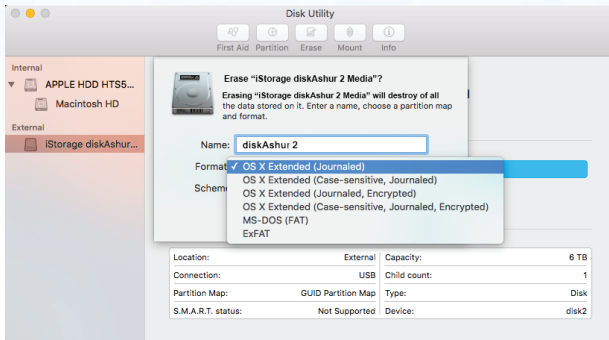 Disk Utility
First Aid Partition Erase Mount Info
Internal
APPLE HDD HTS5...
Macintosh HD
External
iStorage diskAshur...
Erase “iStorage diskAshur 2 Media”?
Erasing “iStorage diskAshur 2 Media” will destroy of all
the data stored on it. Enter a name, choose a partition map
and format.
Name: diskAshur 2
Format ✓ OS X Extended (Journaled)
OS X Extended (Case-sensitive, Journaled)
Schem
OS X Extended (Journaled, Encrypted)
OS X Extended (Case-sensitive, Journaled, Encrypted)
MS-DOS (FAT)
ExFAT
Location: External Capacity: 6 TB
Connection: USB Child count: 1
Partition Map: GUID Partition Map Type: Disk
S.M.A.R.T. status: Not Supported Device: disk2